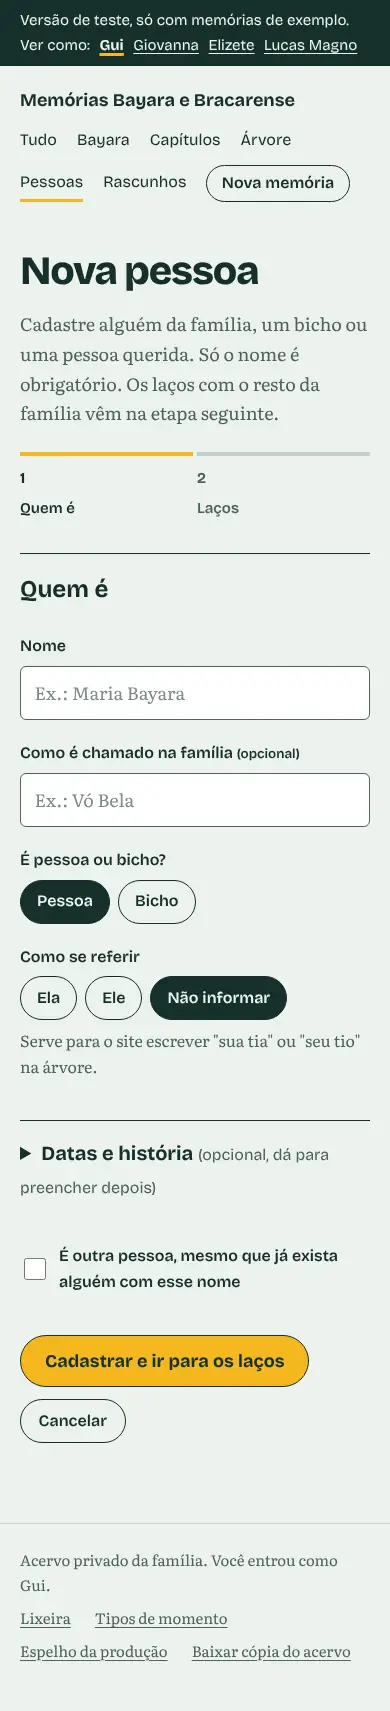 Versão de teste, só com memórias de exemplo.
Ver como: Gui Giovanna Elizete Lucas Magno
Memórias Bayara e Bracarense
Tudo Bayara Capítulos Árvore
Pessoas Rascunhos Nova memória
Nova pessoa
Cadastre alguém da família, um bicho ou
uma pessoa querida. Só o nome é
obrigatório. Os laços com o resto da
família vêm na etapa seguinte.
1 2
Quem é Laços
Quem é
Nome
Ex.: Maria Bayara
Como é chamado na família (opcional)
Ex.: Vó Bela
É pessoa ou bicho?
Pessoa Bicho
Como se referir
Ela Ele Não informar
Serve para o site escrever "sua tia" ou "seu tio"
na árvore.
Datas e história (opcional, dá para
preencher depois)
É outra pessoa, mesmo que já exista
alguém com esse nome
Cadastrar e ir para os laços
Cancelar
Acervo privado da família. Você entrou como
Gui.
Lixeira Tipos de momento
Espelho da produção Baixar cópia do acervo